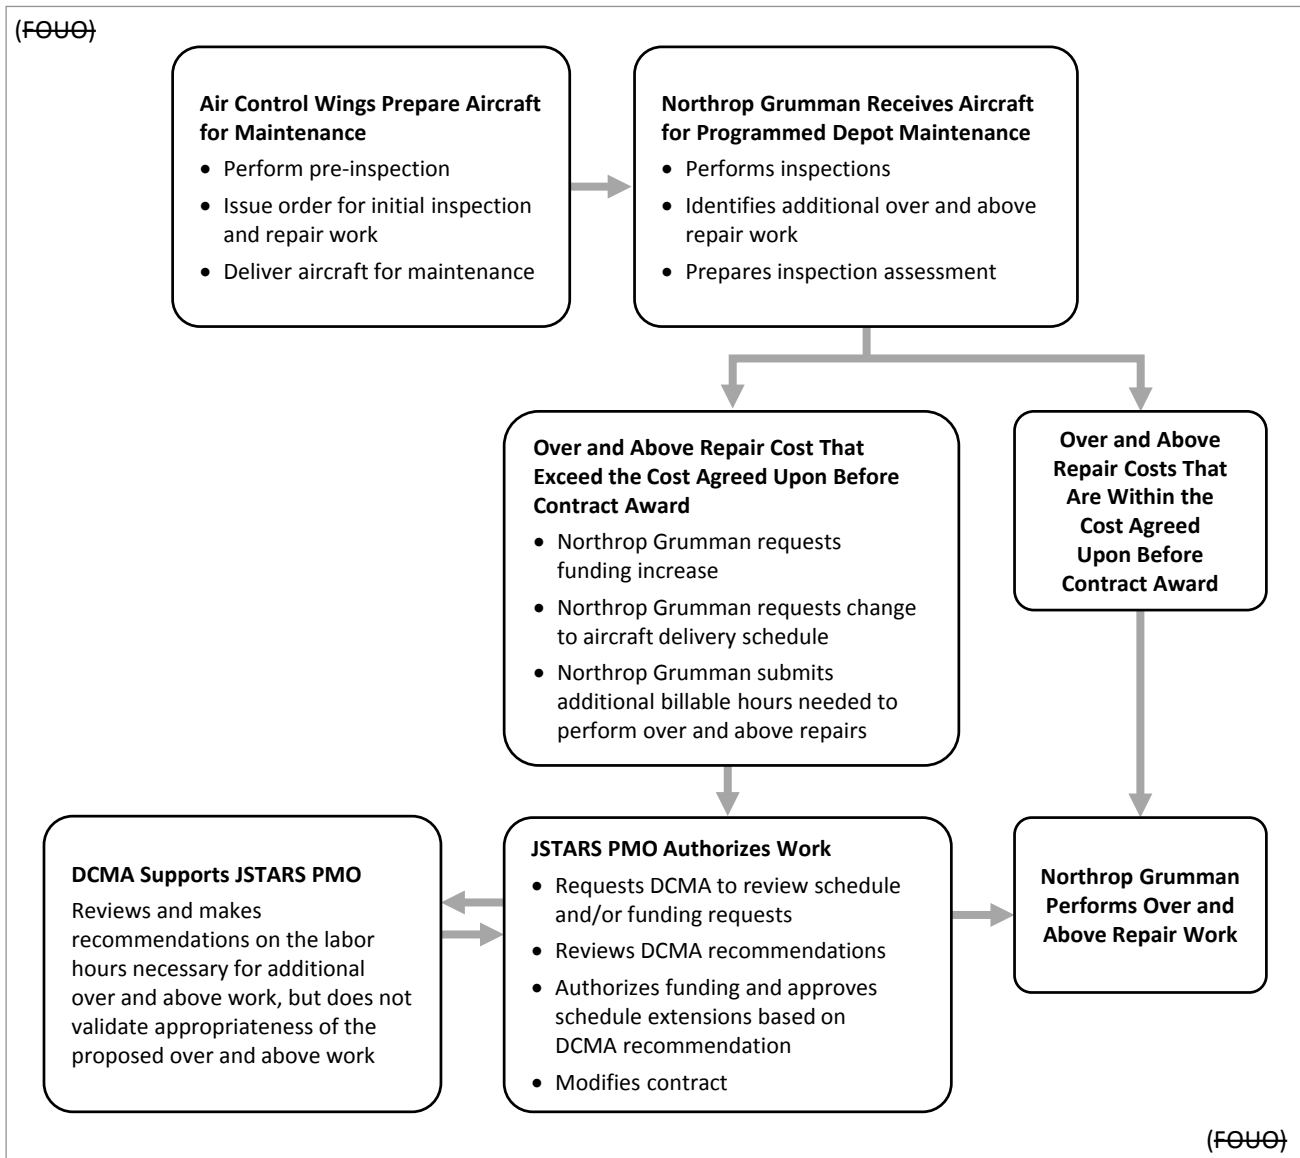 (FOUO)
Air Control Wings Prepare Aircraft
for Maintenance
• Perform pre-inspection
• Issue order for initial inspection
and repair work
• Deliver aircraft for maintenance
Northrop Grumman Receives Aircraft
for Programmed Depot Maintenance
• Performs inspections
• Identifies additional over and above
repair work
• Prepares inspection assessment
Over and Above Repair Cost That
Exceed the Cost Agreed Upon Before
Contract Award
• Northrop Grumman requests
funding increase
• Northrop Grumman requests change
to aircraft delivery schedule
• Northrop Grumman submits
additional billable hours needed to
perform over and above repairs
Over and Above
Repair Costs That
Are Within the
Cost Agreed
Upon Before
Contract Award
DCMA Supports JSTARS PMO
Reviews and makes
recommendations on the labor
hours necessary for additional
over and above work, but does not
validate appropriateness of the
proposed over and above work
JSTARS PMO Authorizes Work
• Requests DCMA to review schedule
and/or funding requests
• Reviews DCMA recommendations
• Authorizes funding and approves
schedule extensions based on
DCMA recommendation
• Modifies contract
Northrop Grumman
Performs Over and
Above Repair Work
(FOUO)